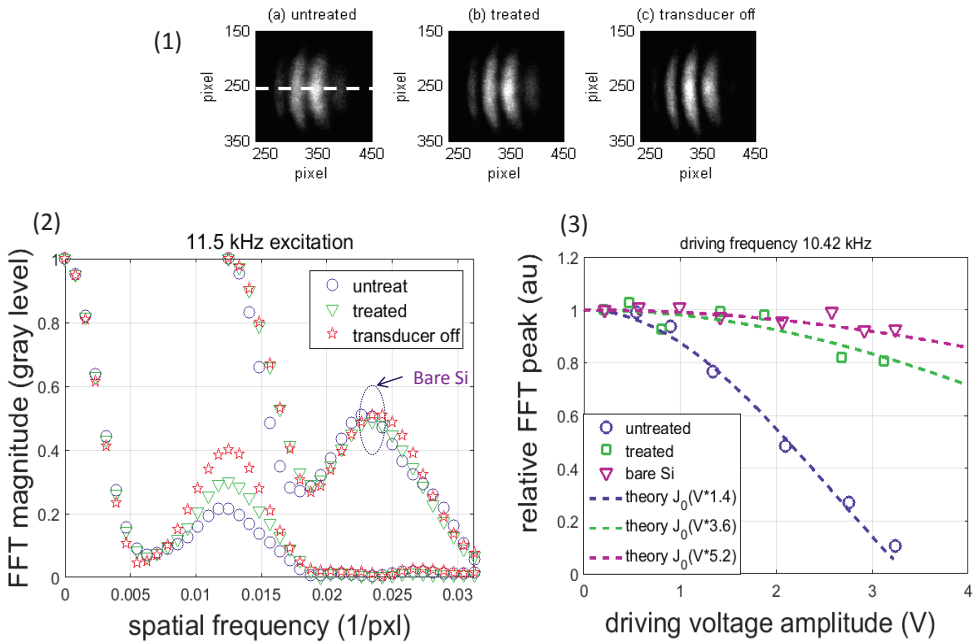 (1)
(a) untreated
(b) treated
(c) transducer off
pixel
150
250
350
250 350 450
pixel
pixel
150
250
350
250 350 450
pixel
pixel
150
250
350
250 350 450
pixel
(2)
11.5 kHz excitation
FFT magnitude (gray level)
1
0.8
0.6
0.4
0.2
0
untreat
treated
transducer off
Bare Si
0 0.005 0.01 0.015 0.02 0.025 0.03
spatial frequency (1/pxl)
(3)
driving frequency 10.42 kHz
relative FFT peak (au)
1.2
1
0.8
0.6
0.4
0.2
0
untreated
treated
bare Si
theory J0(V*1.4)
theory J0(V*3.6)
theory J0(V*5.2)
0 1 2 3 4
driving voltage amplitude (V)